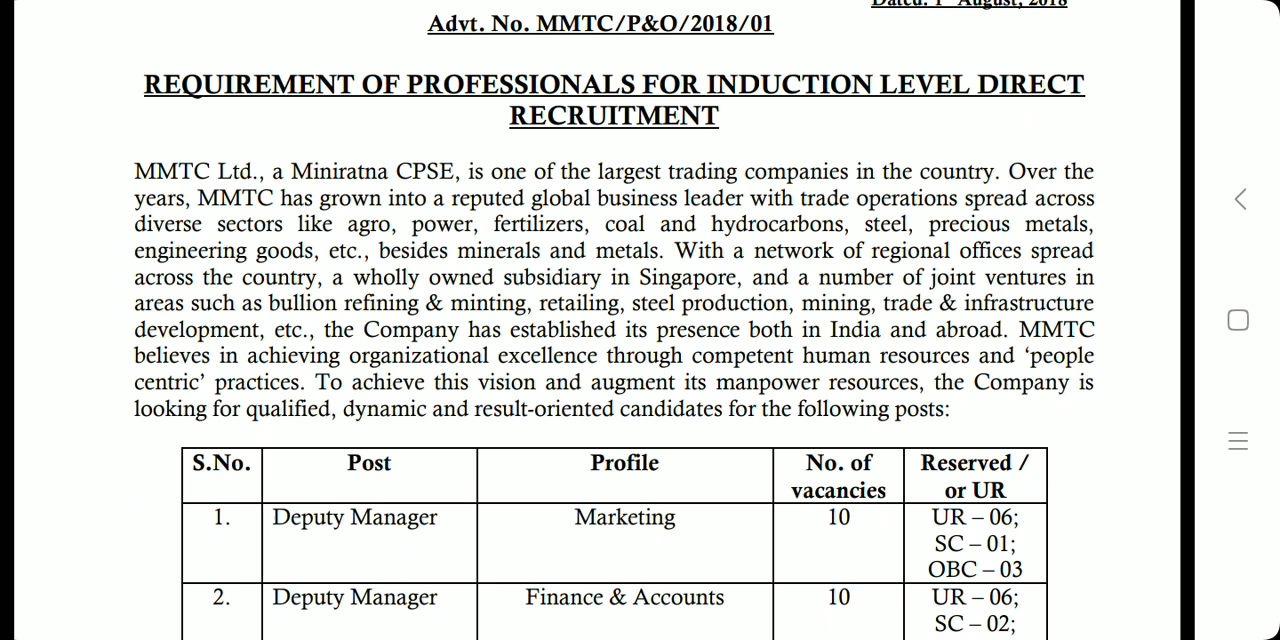 Dated: 1st August, 2018
Advt. No. MMTC/P&O/2018/01
REQUIREMENT OF PROFESSIONALS FOR INDUCTION LEVEL DIRECT
RECRUITMENT
MMTC Ltd., a Miniratna CPSE, is one of the largest trading companies in the country. Over the
years, MMTC has grown into a reputed global business leader with trade operations spread across
diverse sectors like agro, power, fertilizers, coal and hydrocarbons, steel, precious metals,
engineering goods, etc., besides minerals and metals. With a network of regional offices spread
across the country, a wholly owned subsidiary in Singapore, and a number of joint ventures in
areas such as bullion refining & minting, retailing, steel production, mining, trade & infrastructure
development, etc., the Company has established its presence both in India and abroad. MMTC
believes in achieving organizational excellence through competent human resources and ‘people
centric’ practices. To achieve this vision and augment its manpower resources, the Company is
looking for qualified, dynamic and result-oriented candidates for the following posts:
S.No. Post Profile No. of Reserved /
vacancies or UR
1. Deputy Manager Marketing 10 UR – 06;
SC – 01;
OBC – 03
2. Deputy Manager Finance & Accounts 10 UR – 06;
SC – 02;